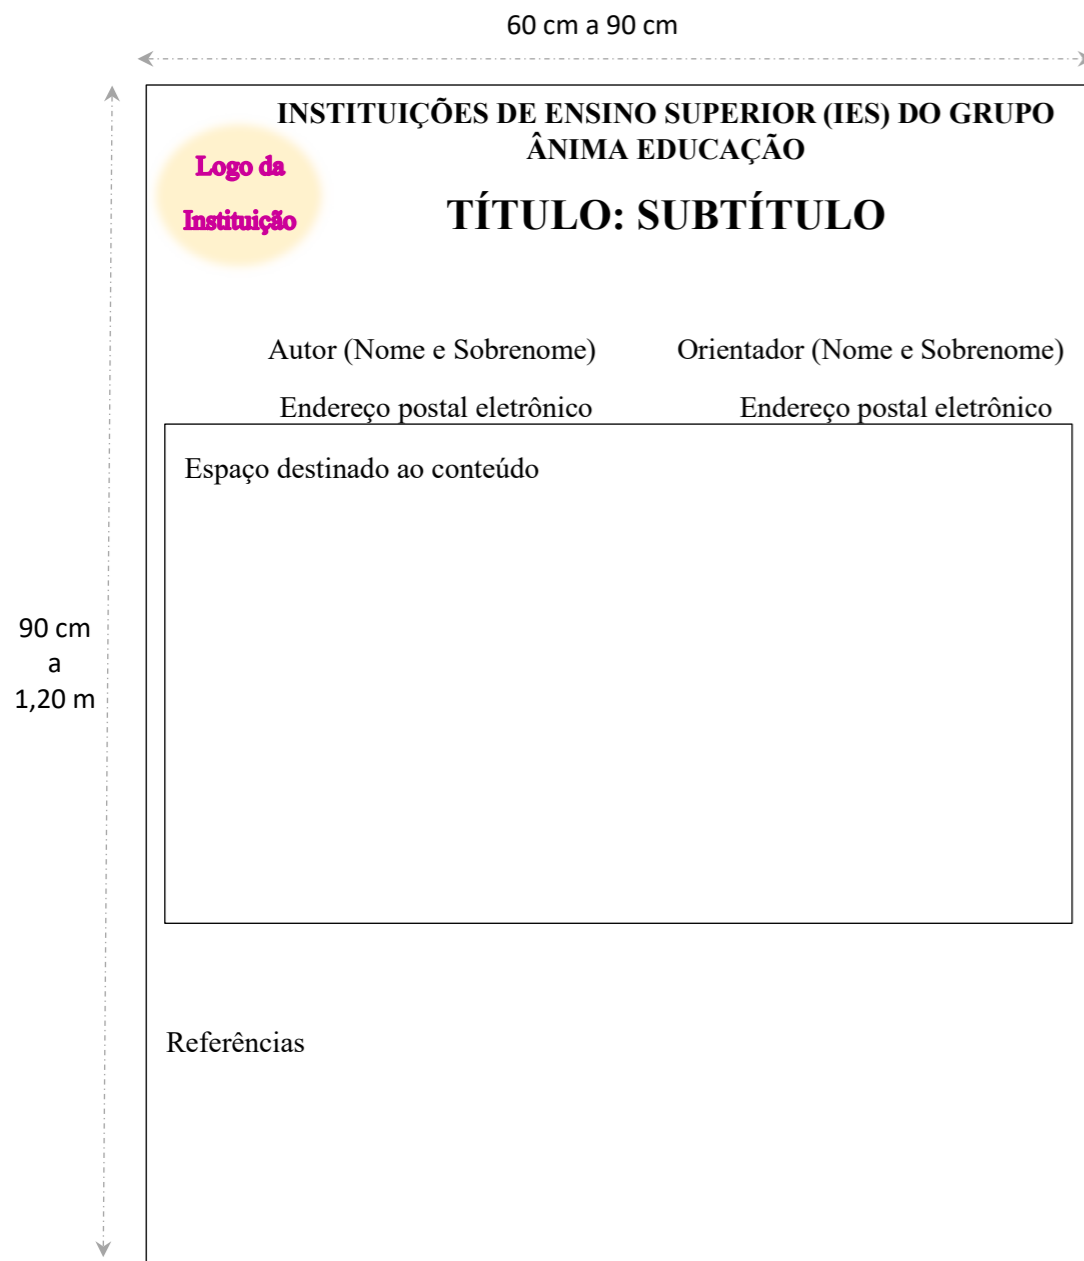 60 cm a 90 cm
INSTITUIÇÕES DE ENSINO SUPERIOR (IES) DO GRUPO
ÂNIMA EDUCAÇÃO
Logo da
Instituição
TÍTULO: SUBTÍTULO
Autor (Nome e Sobrenome) Orientador (Nome e Sobrenome)
Endereço postal eletrônico Endereço postal eletrônico
Espaço destinado ao conteúdo
90 cm
a
1,20 m
Referências